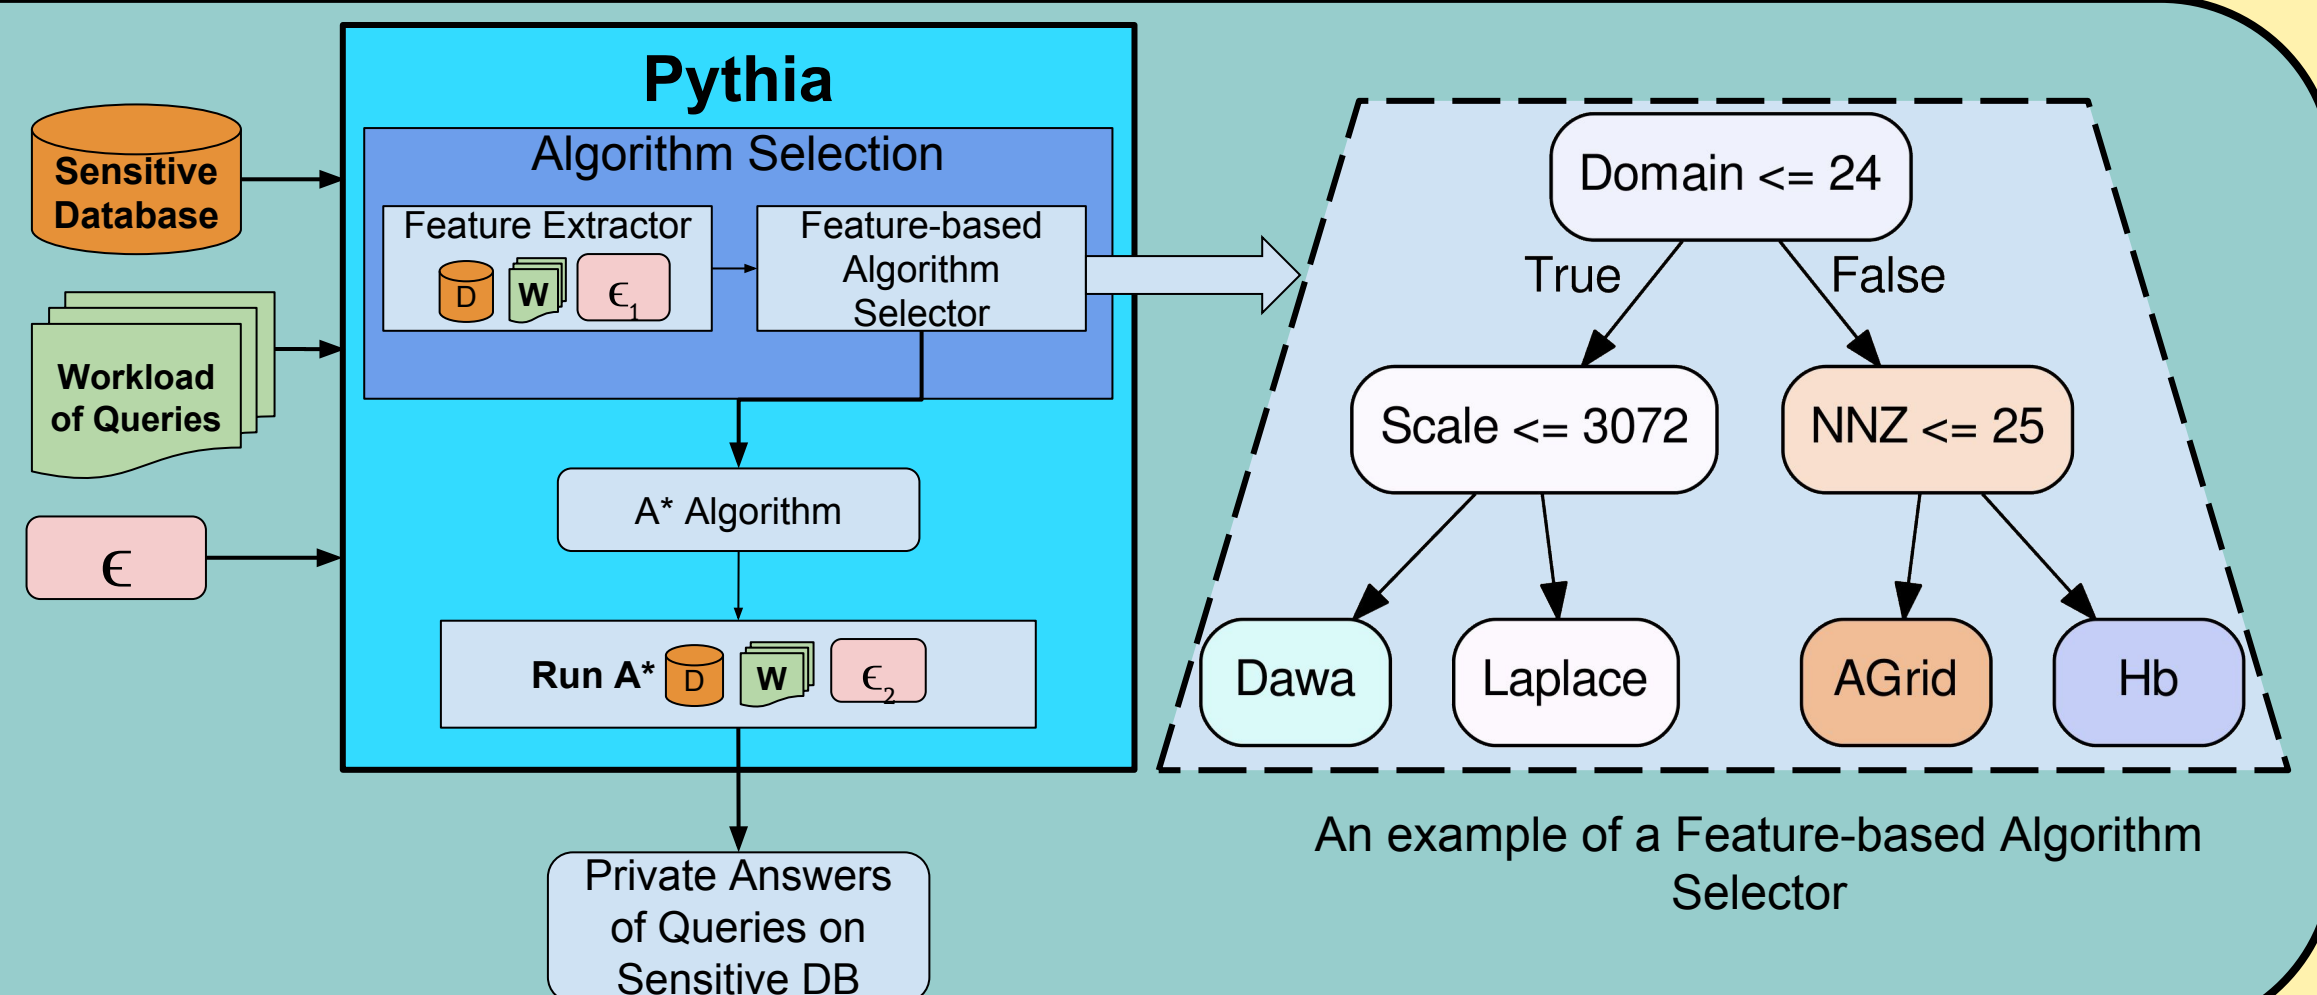 Pythia
Algorithm Selection
Sensitive
Database
Feature Extractor
D
W
ϵ1
Feature-based
Algorithm
Selector
Workload
of Queries
ϵ
A* Algorithm
Run A*
D
W
ϵ2
Private Answers
of Queries on
Sensitive DB
Domain <= 24
True
False
Scale <= 3072
NNZ <= 25
Dawa
Laplace
AGrid
Hb
An example of a Feature-based Algorithm
Selector